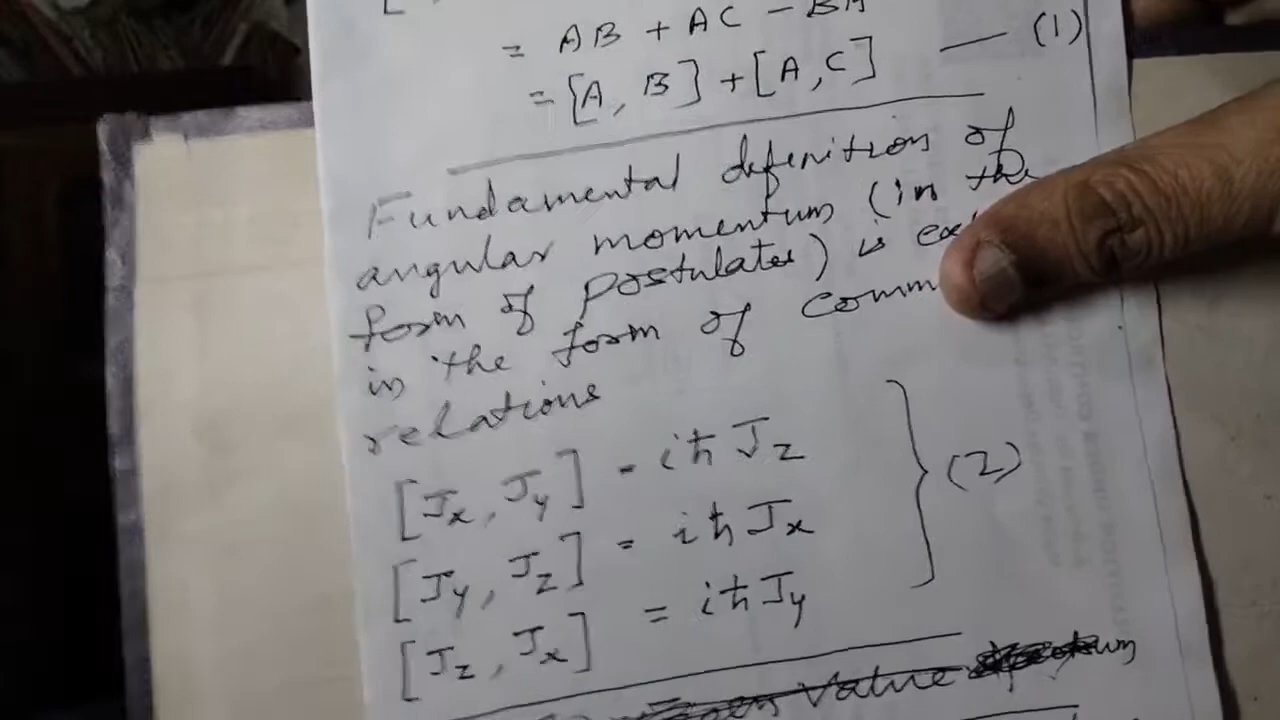 = AB + AC - BA
= [A, B] + [A, C] — (1)
Fundamental definition of
angular momentum (in the
form of postulates) is
in the form of
relations
[Jx, Jy] = iħ Jz
[Jy, Jz] = iħ Jx (2)
[Jz, Jx] = iħ Jy
Value